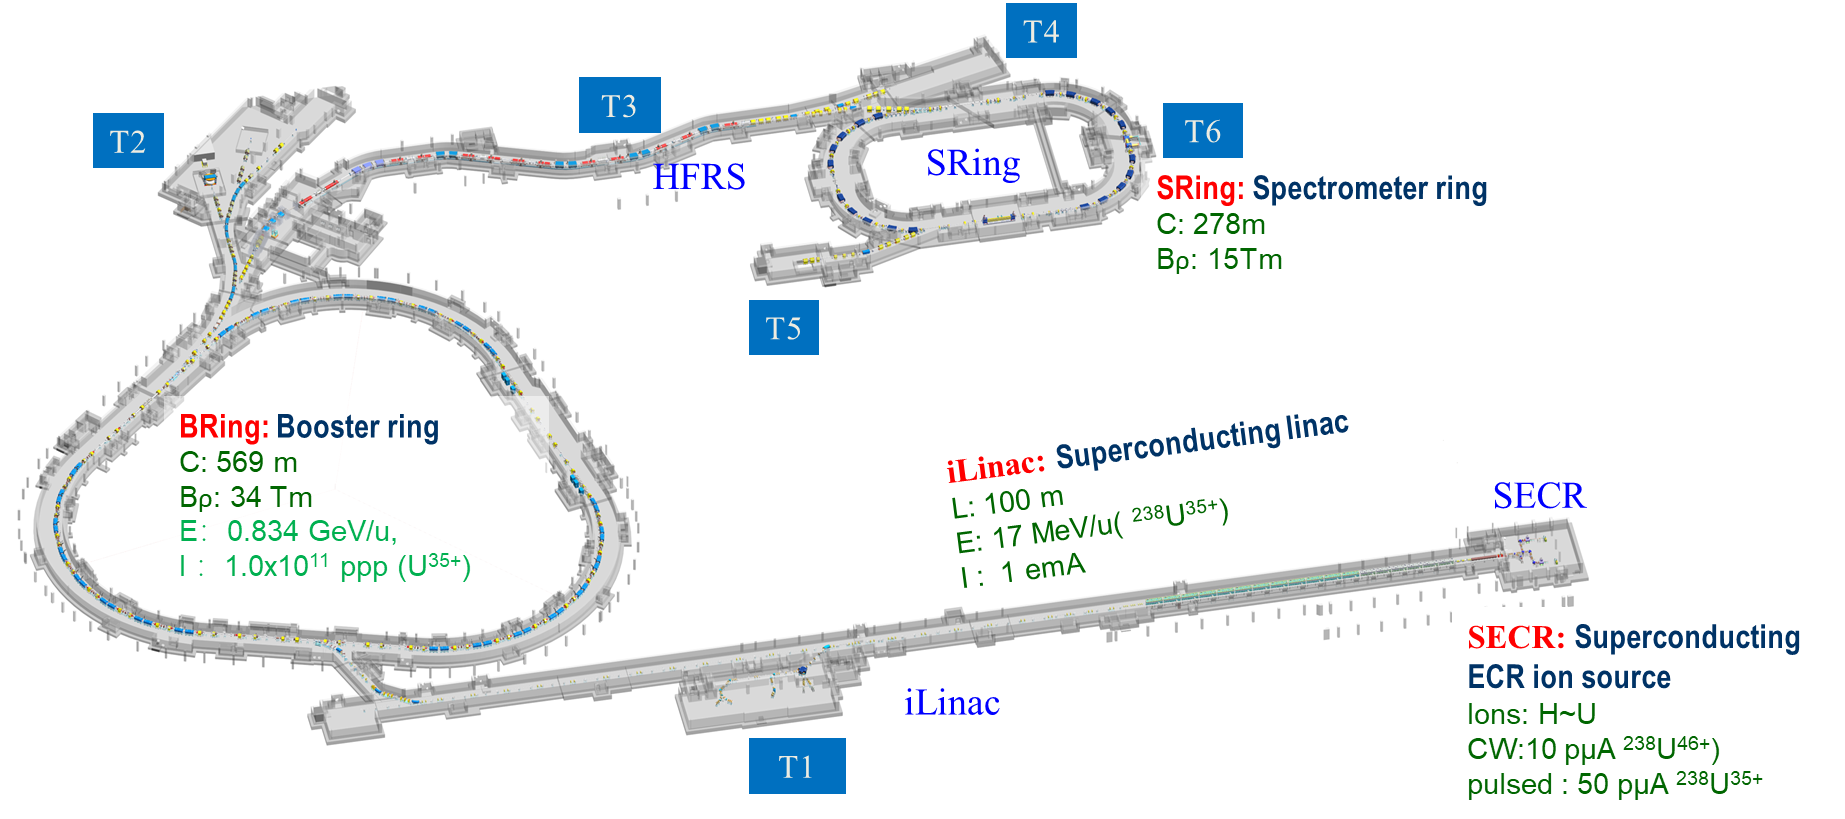 T4
T3
T2
T6
SRing
HFRS
SRing: Spectrometer ring
C: 278m
Bρ: 15Tm
T5
BRing: Booster ring
C: 569 m
Bρ: 34 Tm
E: 0.834 GeV/u,
I : 1.0x10¹¹ ppp (U³⁵⁺)
iLinac: Superconducting linac
L: 100 m
E: 17 MeV/u( ²³⁸U³⁵⁺)
I : 1 emA
SECR
SECR: Superconducting
ECR ion source
Ions: H~U
CW:10 pμA ²³⁸U⁴⁶⁺)
pulsed : 50 pμA ²³⁸U³⁵⁺
iLinac
T1